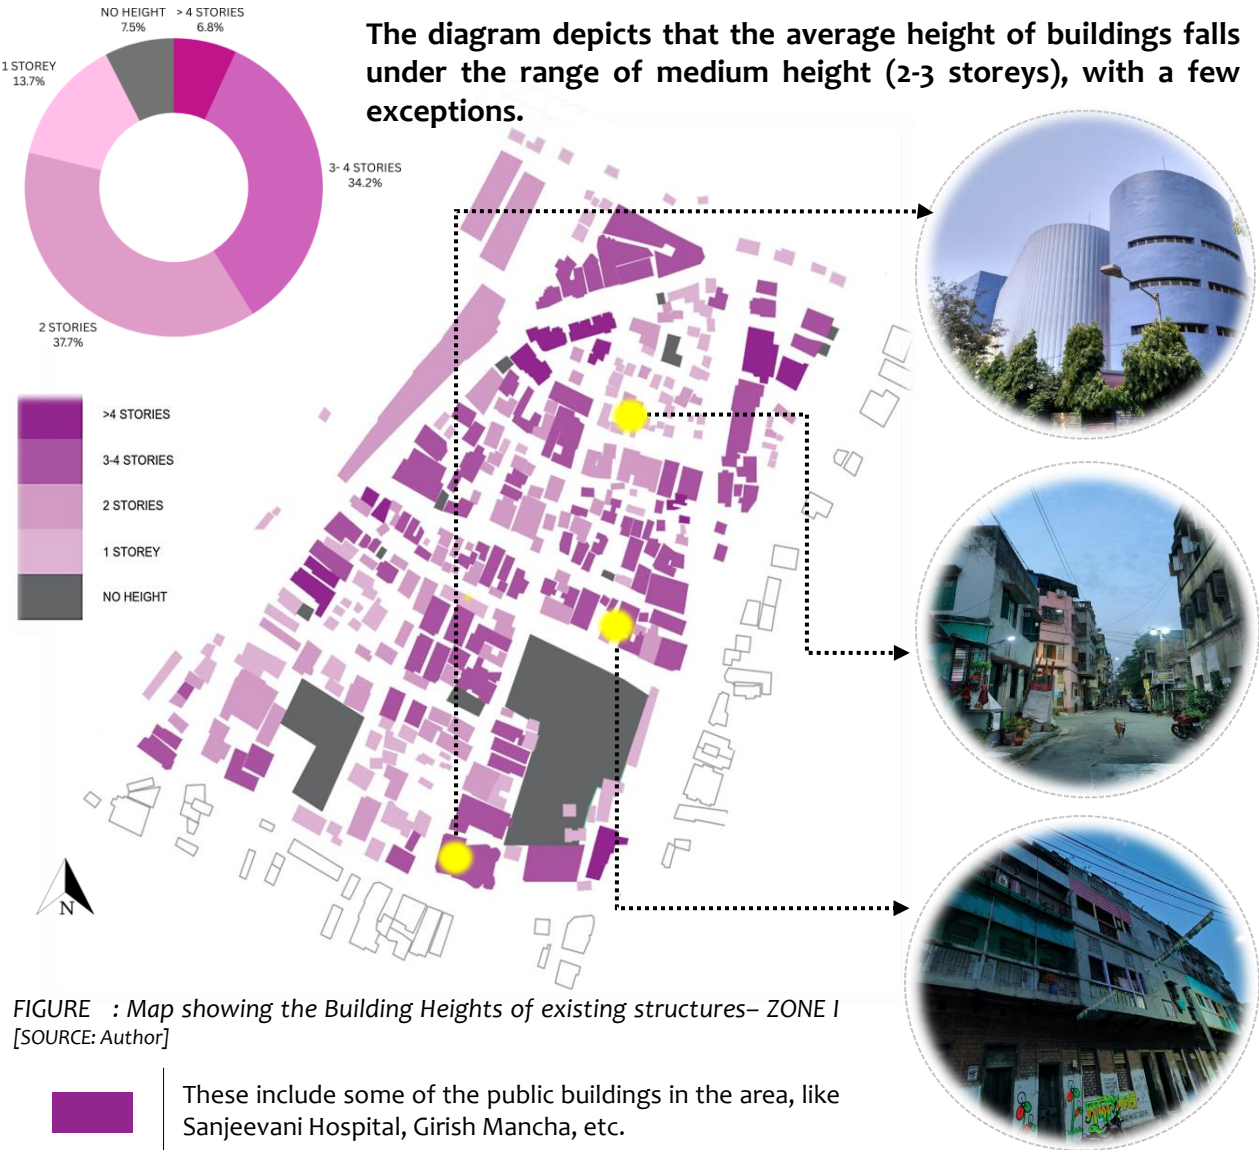 NO HEIGHT
7.5%
> 4 STORIES
6.8%
1 STOREY
13.7%
3- 4 STORIES
34.2%
2 STORIES
37.7%
The diagram depicts that the average height of buildings falls
under the range of medium height (2-3 storeys), with a few
exceptions.
>4 STORIES
3-4 STORIES
2 STORIES
1 STOREY
NO HEIGHT
N
FIGURE : Map showing the Building Heights of existing structures– ZONE I
[SOURCE: Author]
These include some of the public buildings in the area, like
Sanjeevani Hospital, Girish Mancha, etc.